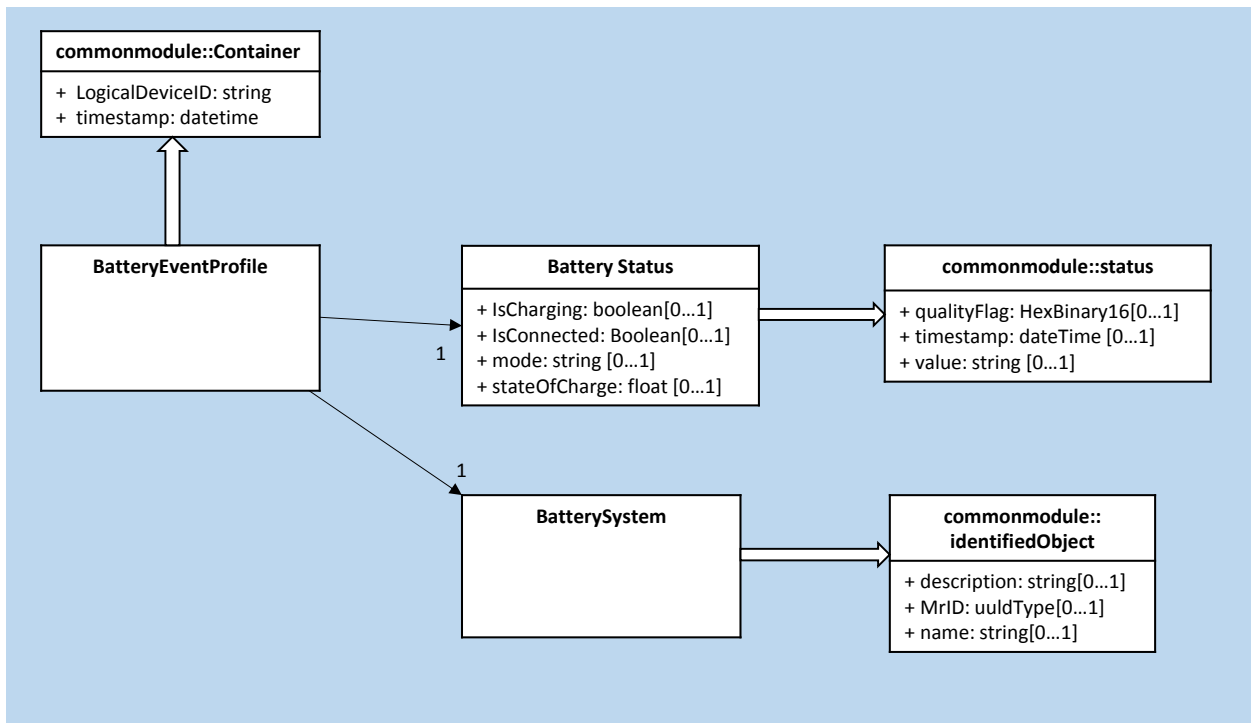 commonmodule::Container
+ LogicalDeviceID: string
+ timestamp: datetime
BatteryEventProfile
Battery Status
+ IsCharging: boolean[0...1]
+ IsConnected: Boolean[0...1]
+ mode: string [0...1]
+ stateOfCharge: float [0...1]
commonmodule::status
+ qualityFlag: HexBinary16[0...1]
+ timestamp: dateTime [0...1]
+ value: string [0...1]
1
1
BatterySystem
commonmodule::
identifiedObject
+ description: string[0...1]
+ MrID: uuldType[0...1]
+ name: string[0...1]